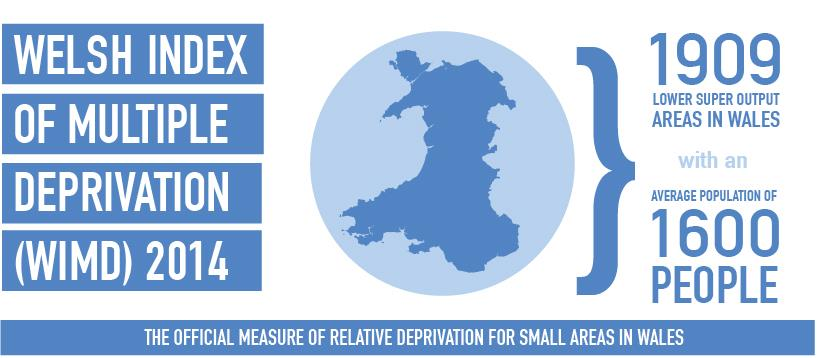 WELSH INDEX
OF MULTIPLE
DEPRIVATION
(WIMD) 2014
1909
LOWER SUPER OUTPUT
AREAS IN WALES
with an
AVERAGE POPULATION OF
1600
PEOPLE
THE OFFICIAL MEASURE OF RELATIVE DEPRIVATION FOR SMALL AREAS IN WALES